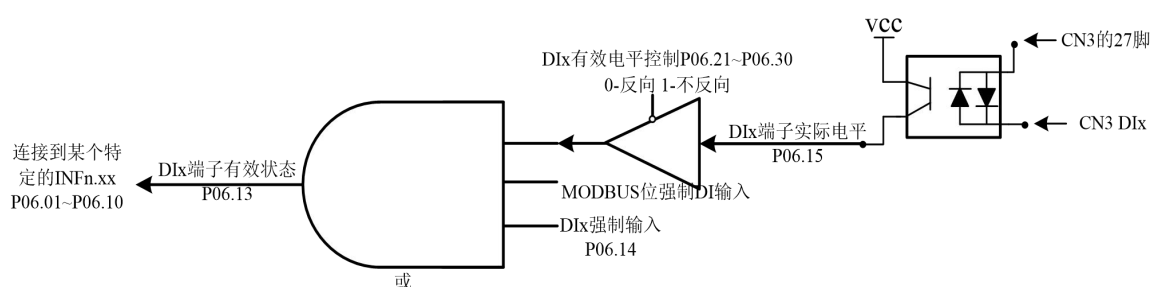 VCC
CN3的27脚
DIx有效电平控制P06.21~P06.30
0-反向 1-不反向
DIx端子实际电平
P06.15
CN3 DIx
连接到某个特
定的INFn.xx
P06.01~P06.10
DIx端子有效状态
P06.13
MODBUS位强制DI输入
DIx强制输入
P06.14
或